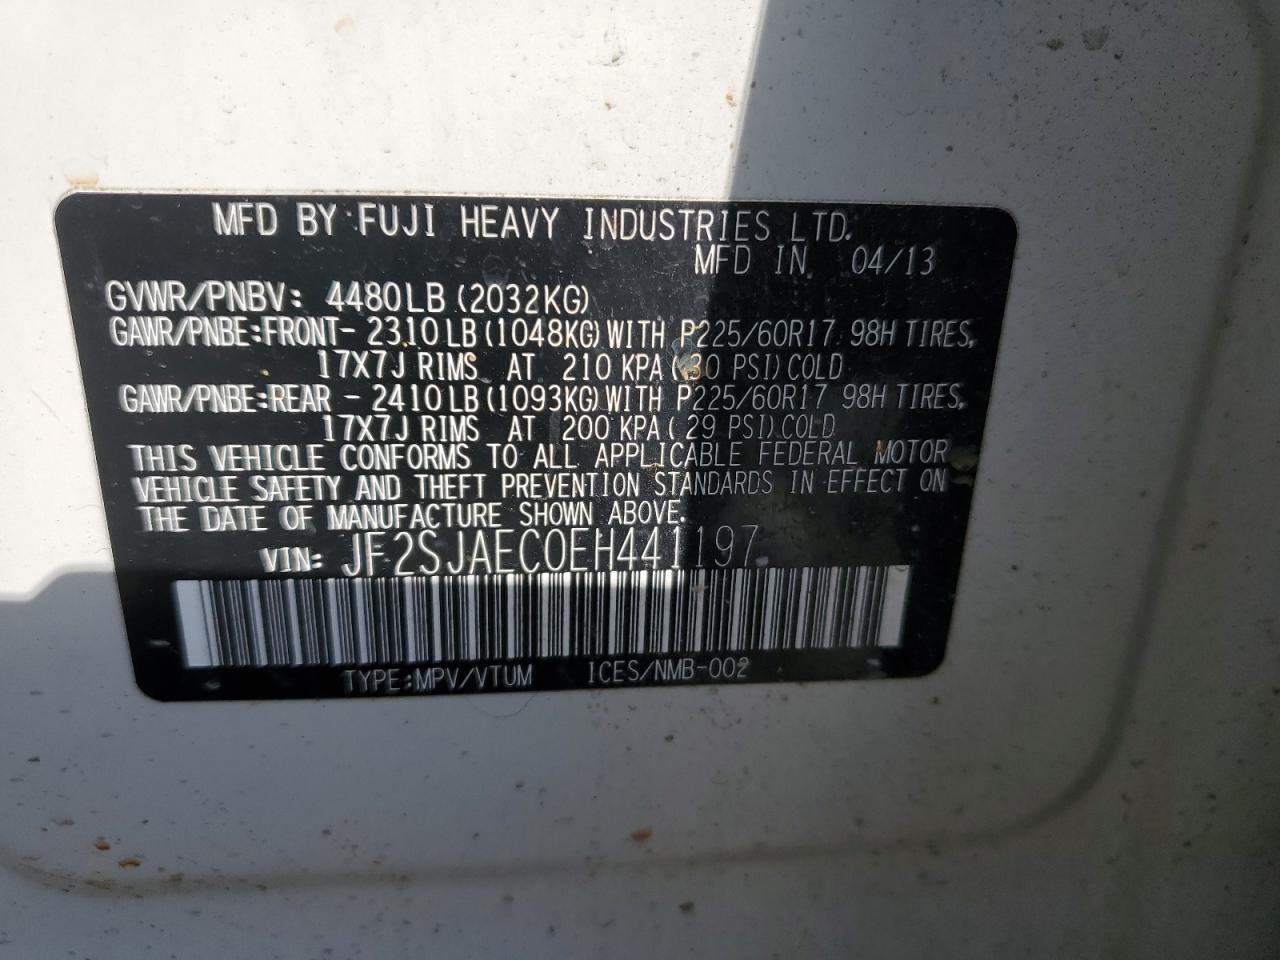 MFD BY FUJI HEAVY INDUSTRIES LTD.
MFD IN 04/13
GVWR/PNBV: 4480LB (2032KG)
GAWR/PNBE:FRONT- 2310LB (1048KG) WITH P225/60R17 98H TIRES,
17X7J RIMS AT 210 KPA (30 PSI) COLD
GAWR/PNBE:REAR - 2410LB (1093KG) WITH P225/60R17 98H TIRES,
17X7J RIMS AT 200 KPA (29 PSI) COLD
THIS VEHICLE CONFORMS TO ALL APPLICABLE FEDERAL MOTOR
VEHICLE SAFETY AND THEFT PREVENTION STANDARDS IN EFFECT ON
THE DATE OF MANUFACTURE SHOWN ABOVE.
VIN: JF2SJAEC0EH441197
TYPE:MPV/VTUM ICES/NMB-002